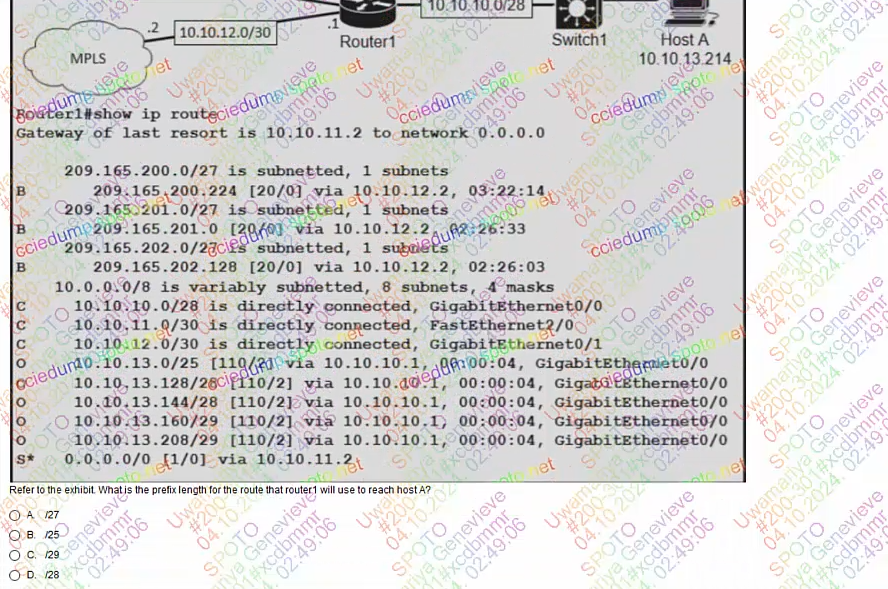 10.10.10.0/28
.2
10.10.12.0/30
.1
Router1
Switch1
Host A
MPLS
10.10.13.214
Router1#show ip route
Gateway of last resort is 10.10.11.2 to network 0.0.0.0
209.165.200.0/27 is subnetted, 1 subnets
B 209.165.200.224 [20/0] via 10.10.12.2, 03:22:14
209.165.201.0/27 is subnetted, 1 subnets
B 209.165.201.0 [20/0] via 10.10.12.2, 02:26:33
209.165.202.0/27 is subnetted, 1 subnets
B 209.165.202.128 [20/0] via 10.10.12.2, 02:26:03
10.0.0.0/8 is variably subnetted, 8 subnets, 4 masks
C 10.10.10.0/28 is directly connected, GigabitEthernet0/0
C 10.10.11.0/30 is directly connected, FastEthernet2/0
C 10.10.12.0/30 is directly connected, GigabitEthernet0/1
O 10.10.13.0/25 [110/2] via 10.10.10.1, 00:00:04, GigabitEthernet0/0
O 10.10.13.128/28 [110/2] via 10.10.10.1, 00:00:04, GigabitEthernet0/0
O 10.10.13.144/28 [110/2] via 10.10.10.1, 00:00:04, GigabitEthernet0/0
O 10.10.13.160/29 [110/2] via 10.10.10.1, 00:00:04, GigabitEthernet0/0
O 10.10.13.208/29 [110/2] via 10.10.10.1, 00:00:04, GigabitEthernet0/0
S* 0.0.0.0/0 [1/0] via 10.10.11.2
Refer to the exhibit. What is the prefix length for the route that router1 will use to reach host A?
A. /27
B. /25
C. /29
D. /28